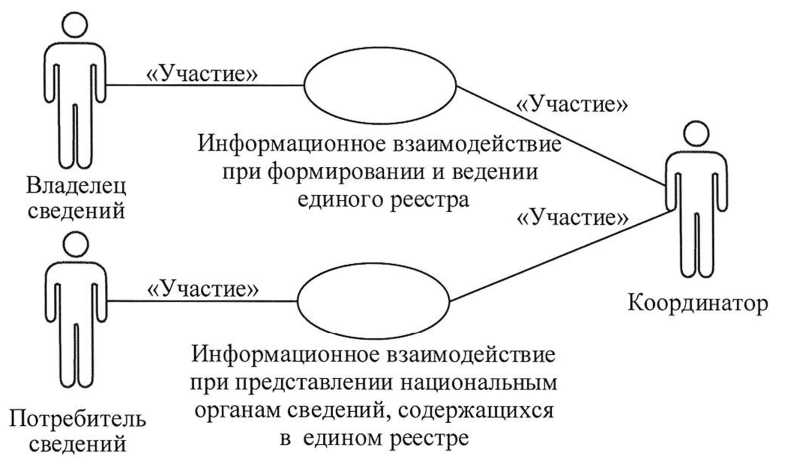 «Участие»
«Участие»
Информационное взаимодействие
при формировании и ведении
единого реестра
Владелец
сведений
«Участие»
«Участие»
Координатор
Информационное взаимодействие
при представлении национальным
органам сведений, содержащихся
в едином реестре
Потребитель
сведений